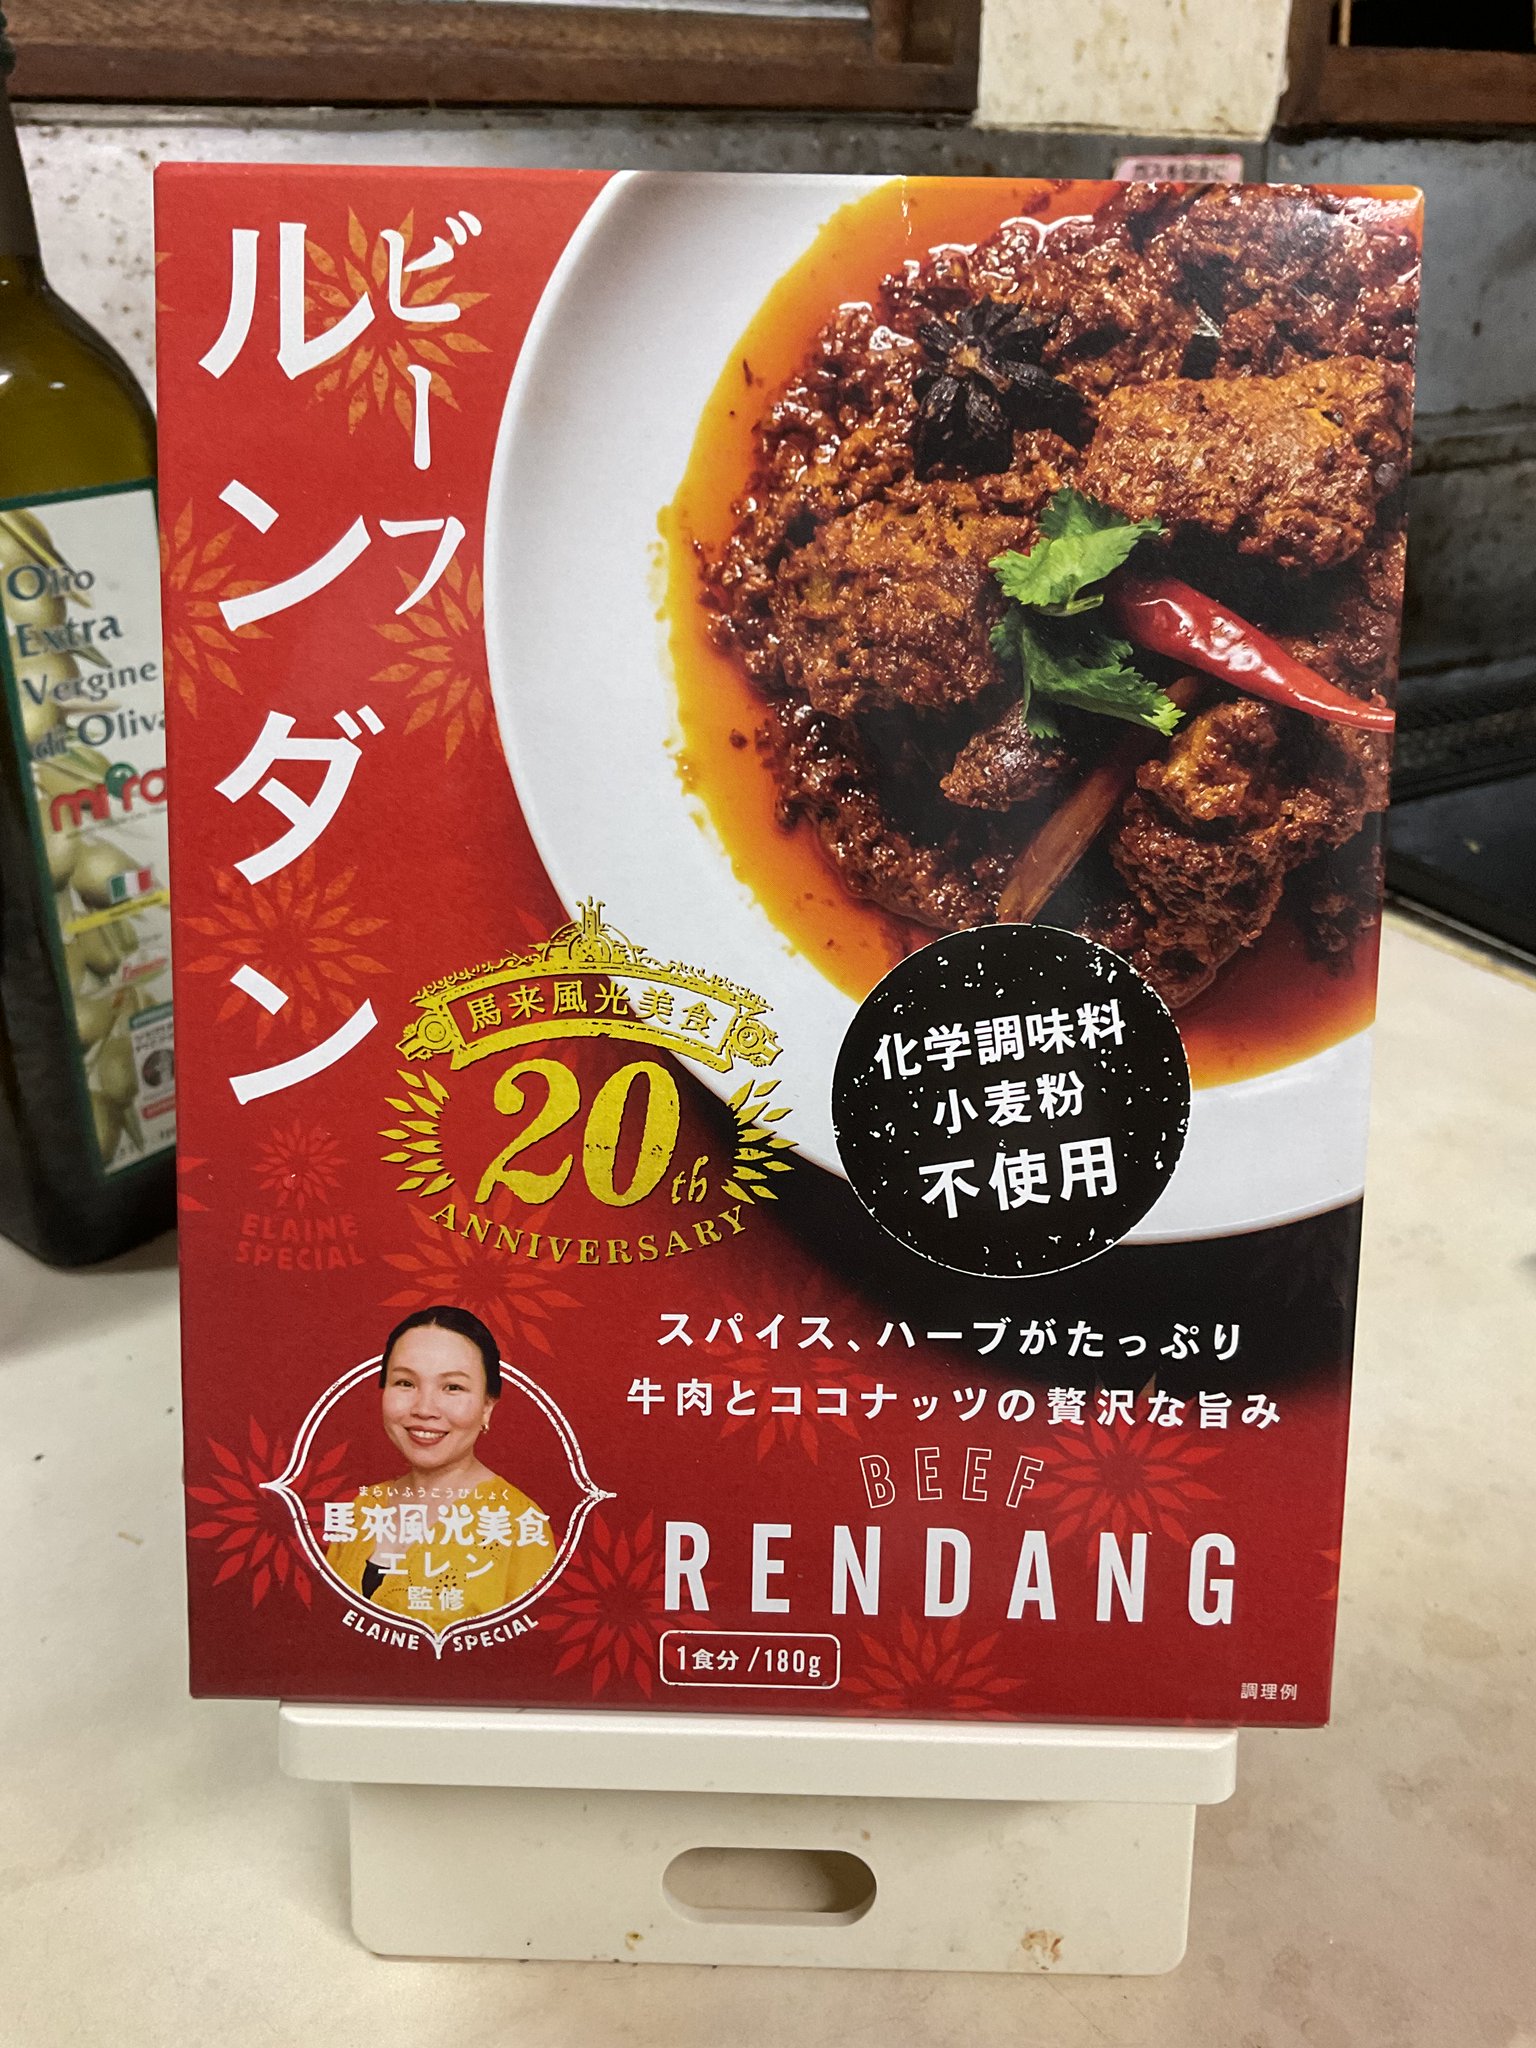 ビーフ
ルンダン
馬来風光美食
20th
ANNIVERSARY
化学調味料
小麦粉
不使用
ELAINE
SPECIAL
スパイス、ハーブがたっぷり
牛肉とココナッツの贅沢な旨み
BEEF
RENDANG
1食分/180g
調理例
まらいふうこうびしょく
馬来風光美食
エレン
監修
ELAINE SPECIAL
Olio
Extra
Vergine
di Oliva